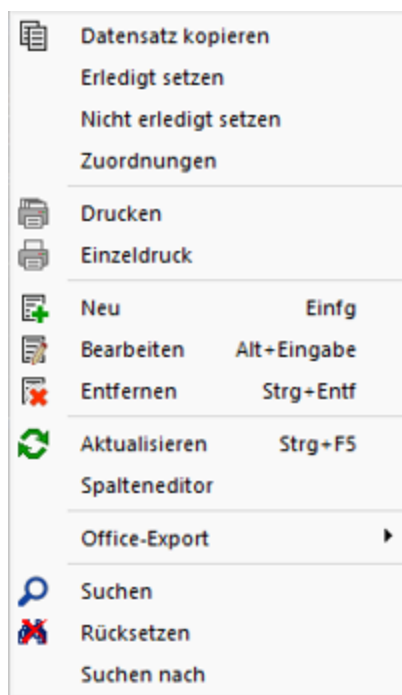 Datensatz kopieren
Erledigt setzen
Nicht erledigt setzen
Zuordnungen
Drucken
Einzeldruck
Neu Einfg
Bearbeiten Alt+Eingabe
Entfernen Strg+Entf
Aktualisieren Strg+F5
Spalteneditor
Office-Export
Suchen
Rücksetzen
Suchen nach